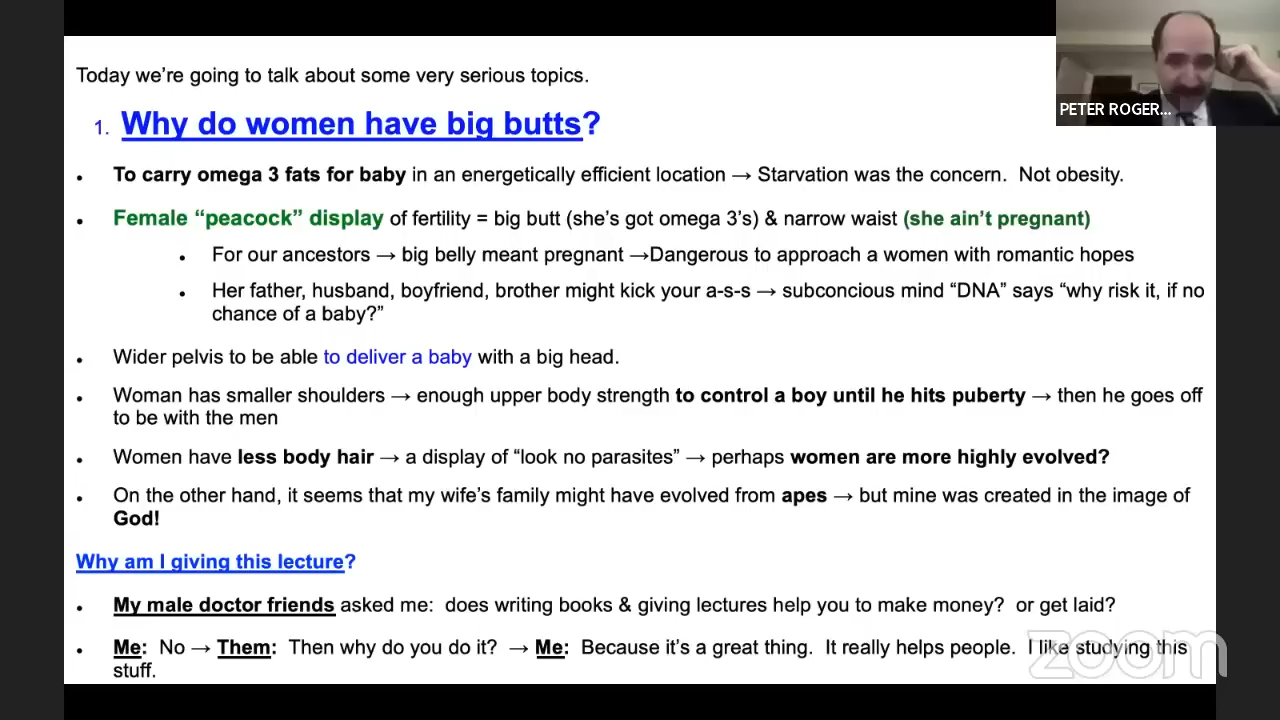 PETER ROGER...
Today we’re going to talk about some very serious topics.
1. Why do women have big butts?
• To carry omega 3 fats for baby in an energetically efficient location → Starvation was the concern.  Not obesity.
• Female “peacock” display of fertility = big butt (she’s got omega 3’s) & narrow waist (she ain’t pregnant)
• For our ancestors → big belly meant pregnant →Dangerous to approach a women with romantic hopes
• Her father, husband, boyfriend, brother might kick your a-s-s → subconcious mind “DNA” says “why risk it, if no
chance of a baby?”
• Wider pelvis to be able to deliver a baby with a big head.
• Woman has smaller shoulders → enough upper body strength to control a boy until he hits puberty → then he goes off
to be with the men
• Women have less body hair → a display of “look no parasites” → perhaps women are more highly evolved?
• On the other hand, it seems that my wife’s family might have evolved from apes → but mine was created in the image of
God!
Why am I giving this lecture?
• My male doctor friends asked me:  does writing books & giving lectures help you to make money?  or get laid?
• Me:  No → Them:  Then why do you do it?  → Me:  Because it’s a great thing.  It really helps people.  I like studying this
stuff.
zoom